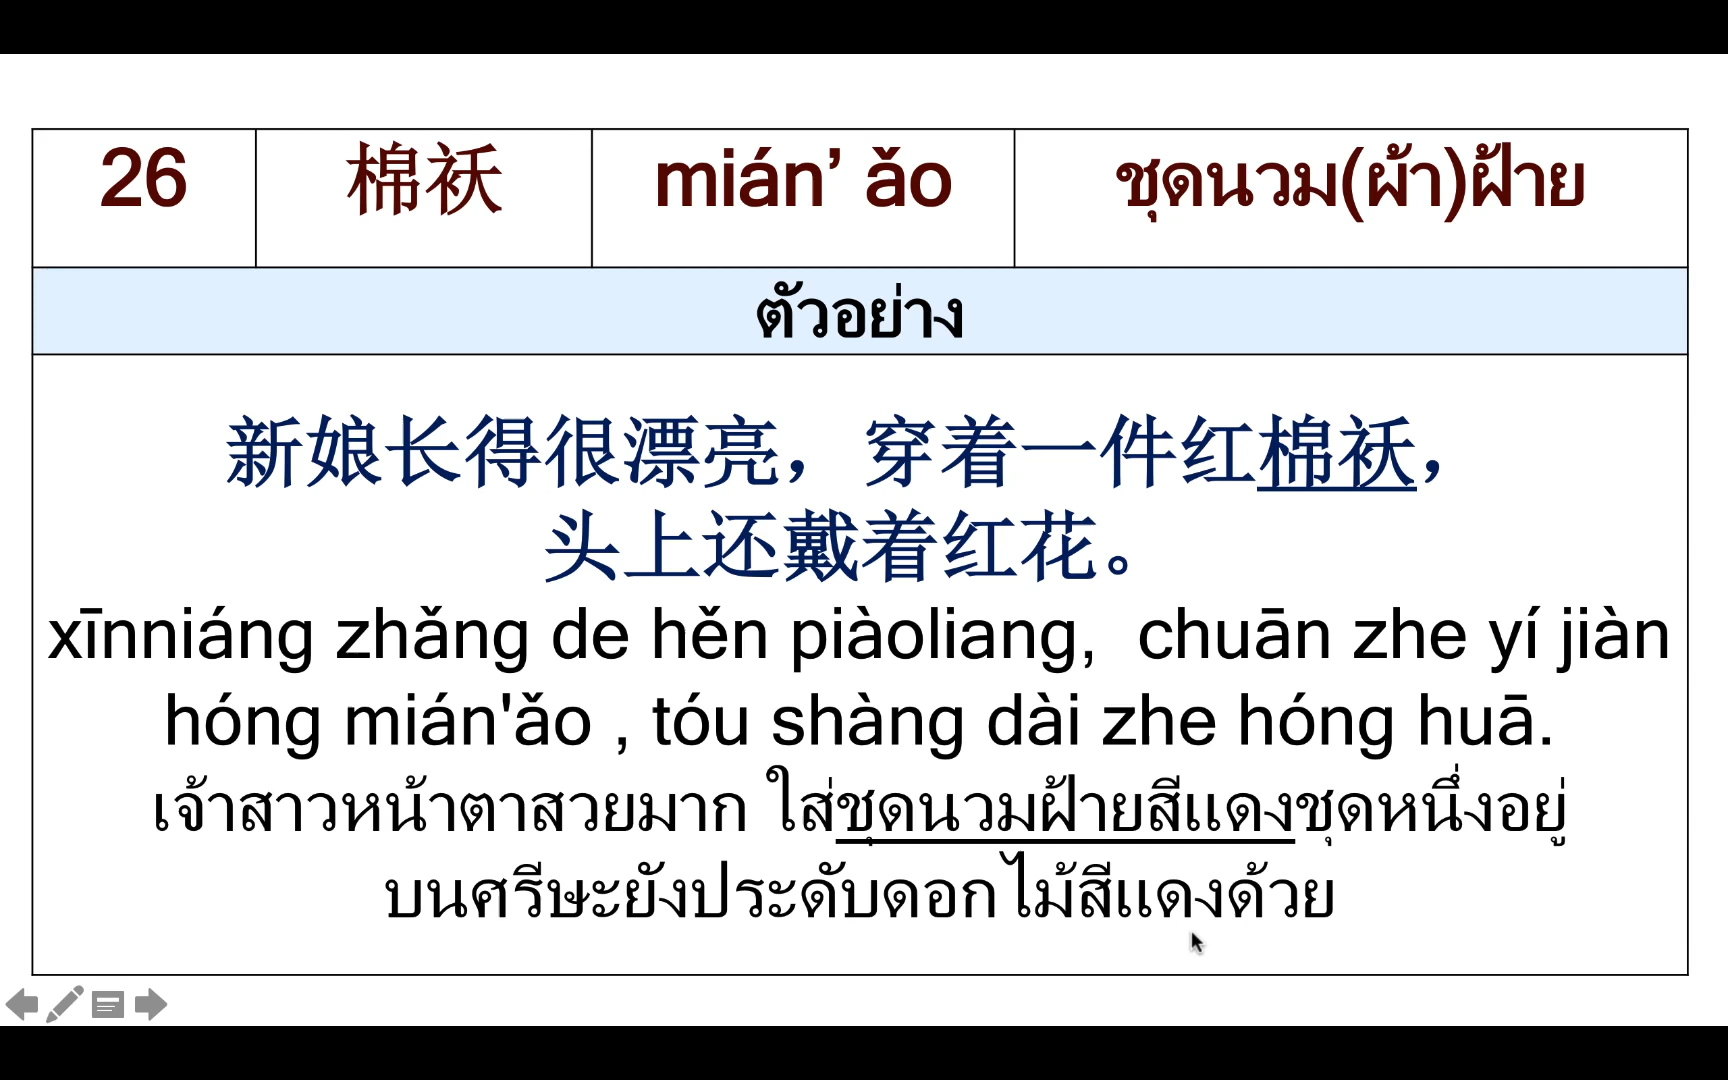 26 棉袄 mián’ ǎo ชุดนวม(ผ้า)ฝ้าย
ตัวอย่าง
新娘长得很漂亮，穿着一件红棉袄，
头上还戴着红花。
xīnniáng zhǎng de hěn piàoliang, chuān zhe yí jiàn
hóng mián'ǎo , tóu shàng dài zhe hóng huā.
เจ้าสาวหน้าตาสวยมาก ใส่ชุดนวมฝ้ายสีแดงชุดหนึ่งอยู่
บนศรีษะยังประดับดอกไม้สีแดงด้วย